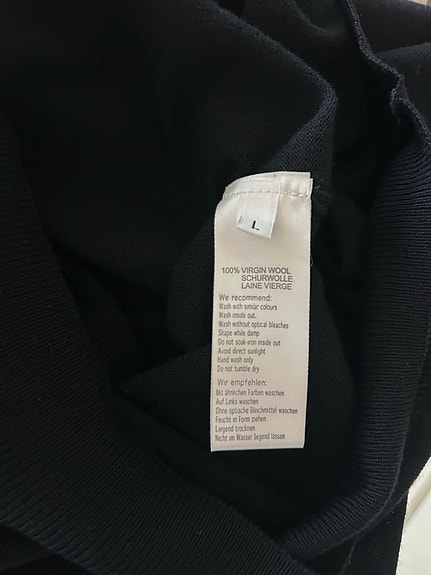 L
100% VIRGIN WOOL
SCHURWOLLE
LAINE VIERGE
We recommend:
Wash with similar colours
Wash inside out.
Wash without optical bleaches
Shape while damp
Do not soak-iron inside out
Avoid direct sunlight
Hand wash only
Do not tumble dry
Wir empfehlen:
Mit ähnlichen Farben waschen
Auf Links waschen
Ohne optische Bleichmittel waschen
Feucht in Form ziehen
Liegend trocknen
Nicht im Wasser liegend lassen